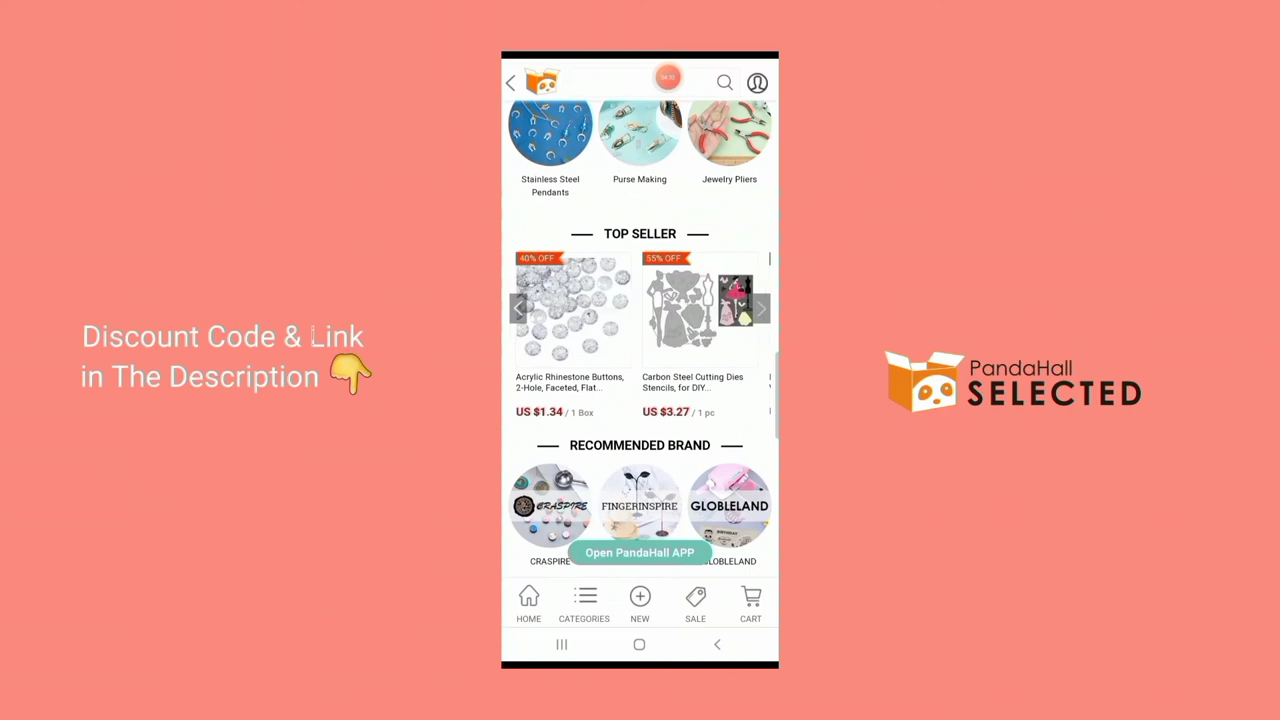 Discount Code & Link
in The Description
Stainless Steel
Pendants
Purse Making
Jewelry Pliers
TOP SELLER
40% OFF
55% OFF
Acrylic Rhinestone Buttons,
2-Hole, Faceted, Flat...
US $1.34 / 1 Box
Carbon Steel Cutting Dies
Stencils, for DIY...
US $3.27 / 1 pc
RECOMMENDED BRAND
CRASPIRE
FINGERINSPIRE
GLOBLELAND
CRASPIRE
GLOBLELAND
Open PandaHall APP
HOME
CATEGORIES
NEW
SALE
CART
PandaHall
SELECTED